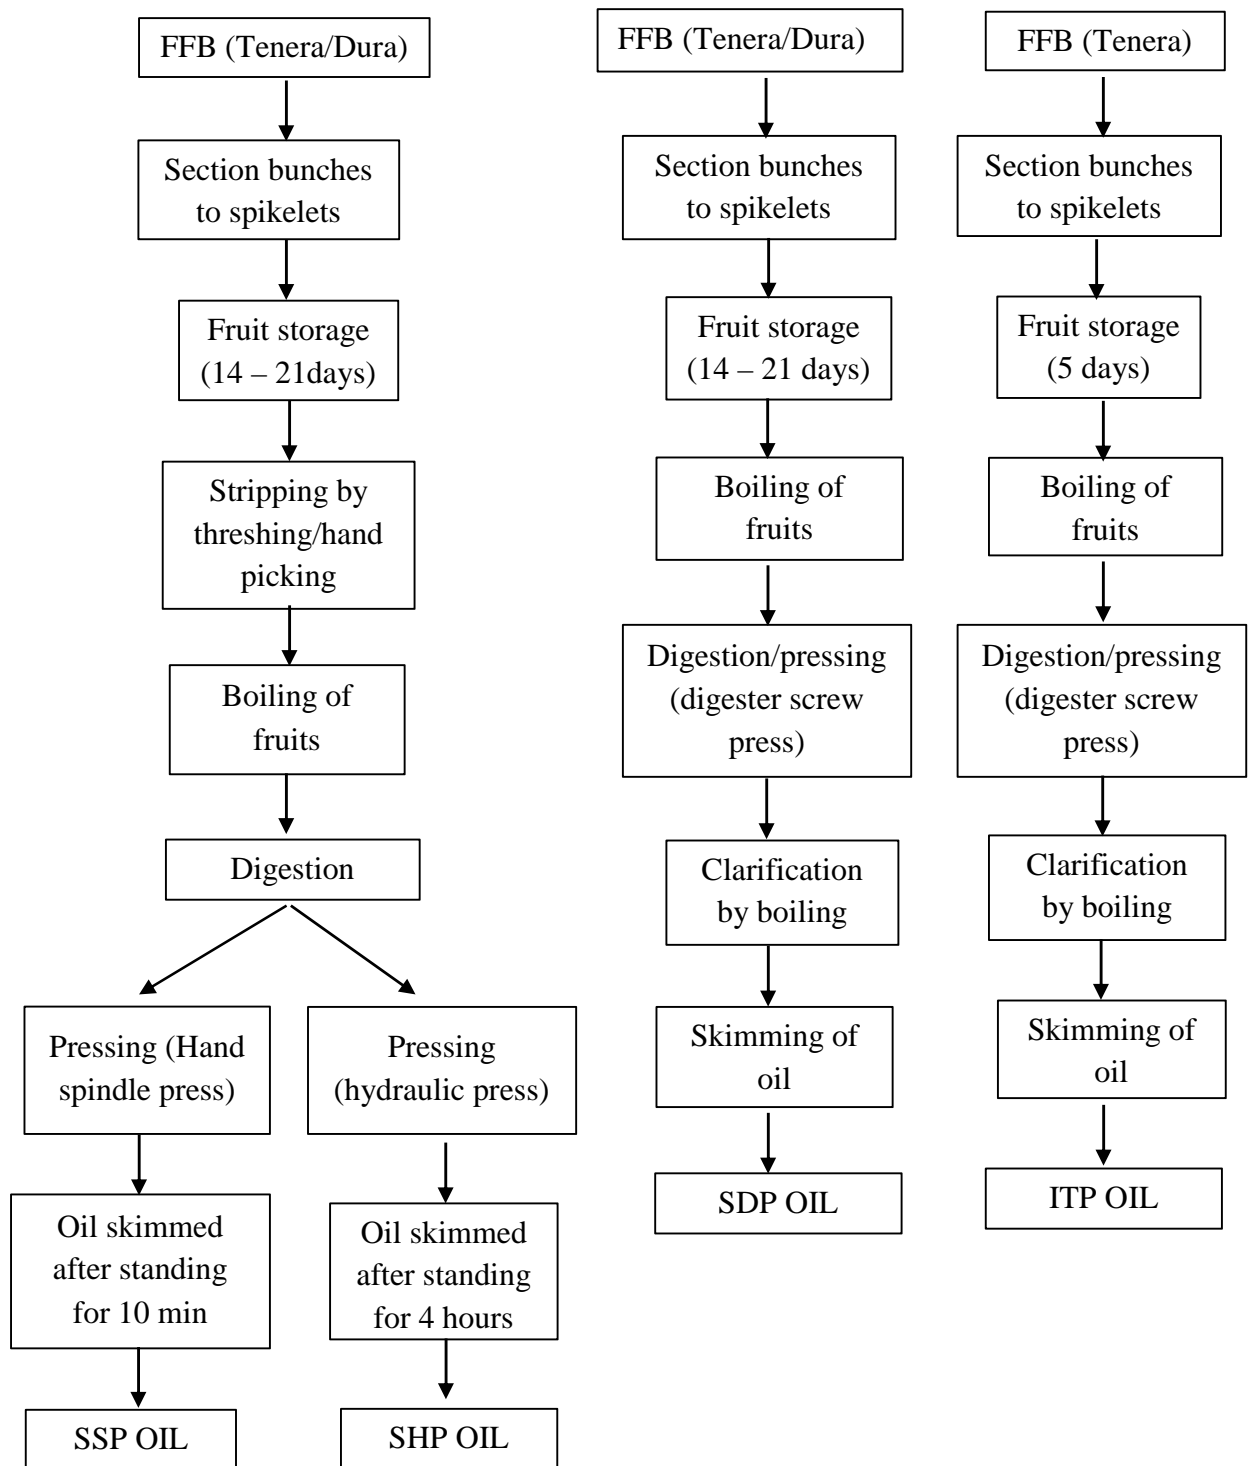 FFB (Tenera/Dura)
Section bunches
to spikelets
Fruit storage
(14 – 21days)
Stripping by
threshing/hand
picking
Boiling of
fruits
Digestion
Pressing (Hand
spindle press)
Oil skimmed
after standing
for 10 min
SSP OIL
Pressing
(hydraulic press)
Oil skimmed
after standing
for 4 hours
SHP OIL
FFB (Tenera/Dura)
Section bunches
to spikelets
Fruit storage
(14 – 21 days)
Boiling of
fruits
Digestion/pressing
(digester screw
press)
Clarification
by boiling
Skimming of
oil
SDP OIL
FFB (Tenera)
Section bunches
to spikelets
Fruit storage
(5 days)
Boiling of
fruits
Digestion/pressing
(digester screw
press)
Clarification
by boiling
Skimming of
oil
ITP OIL